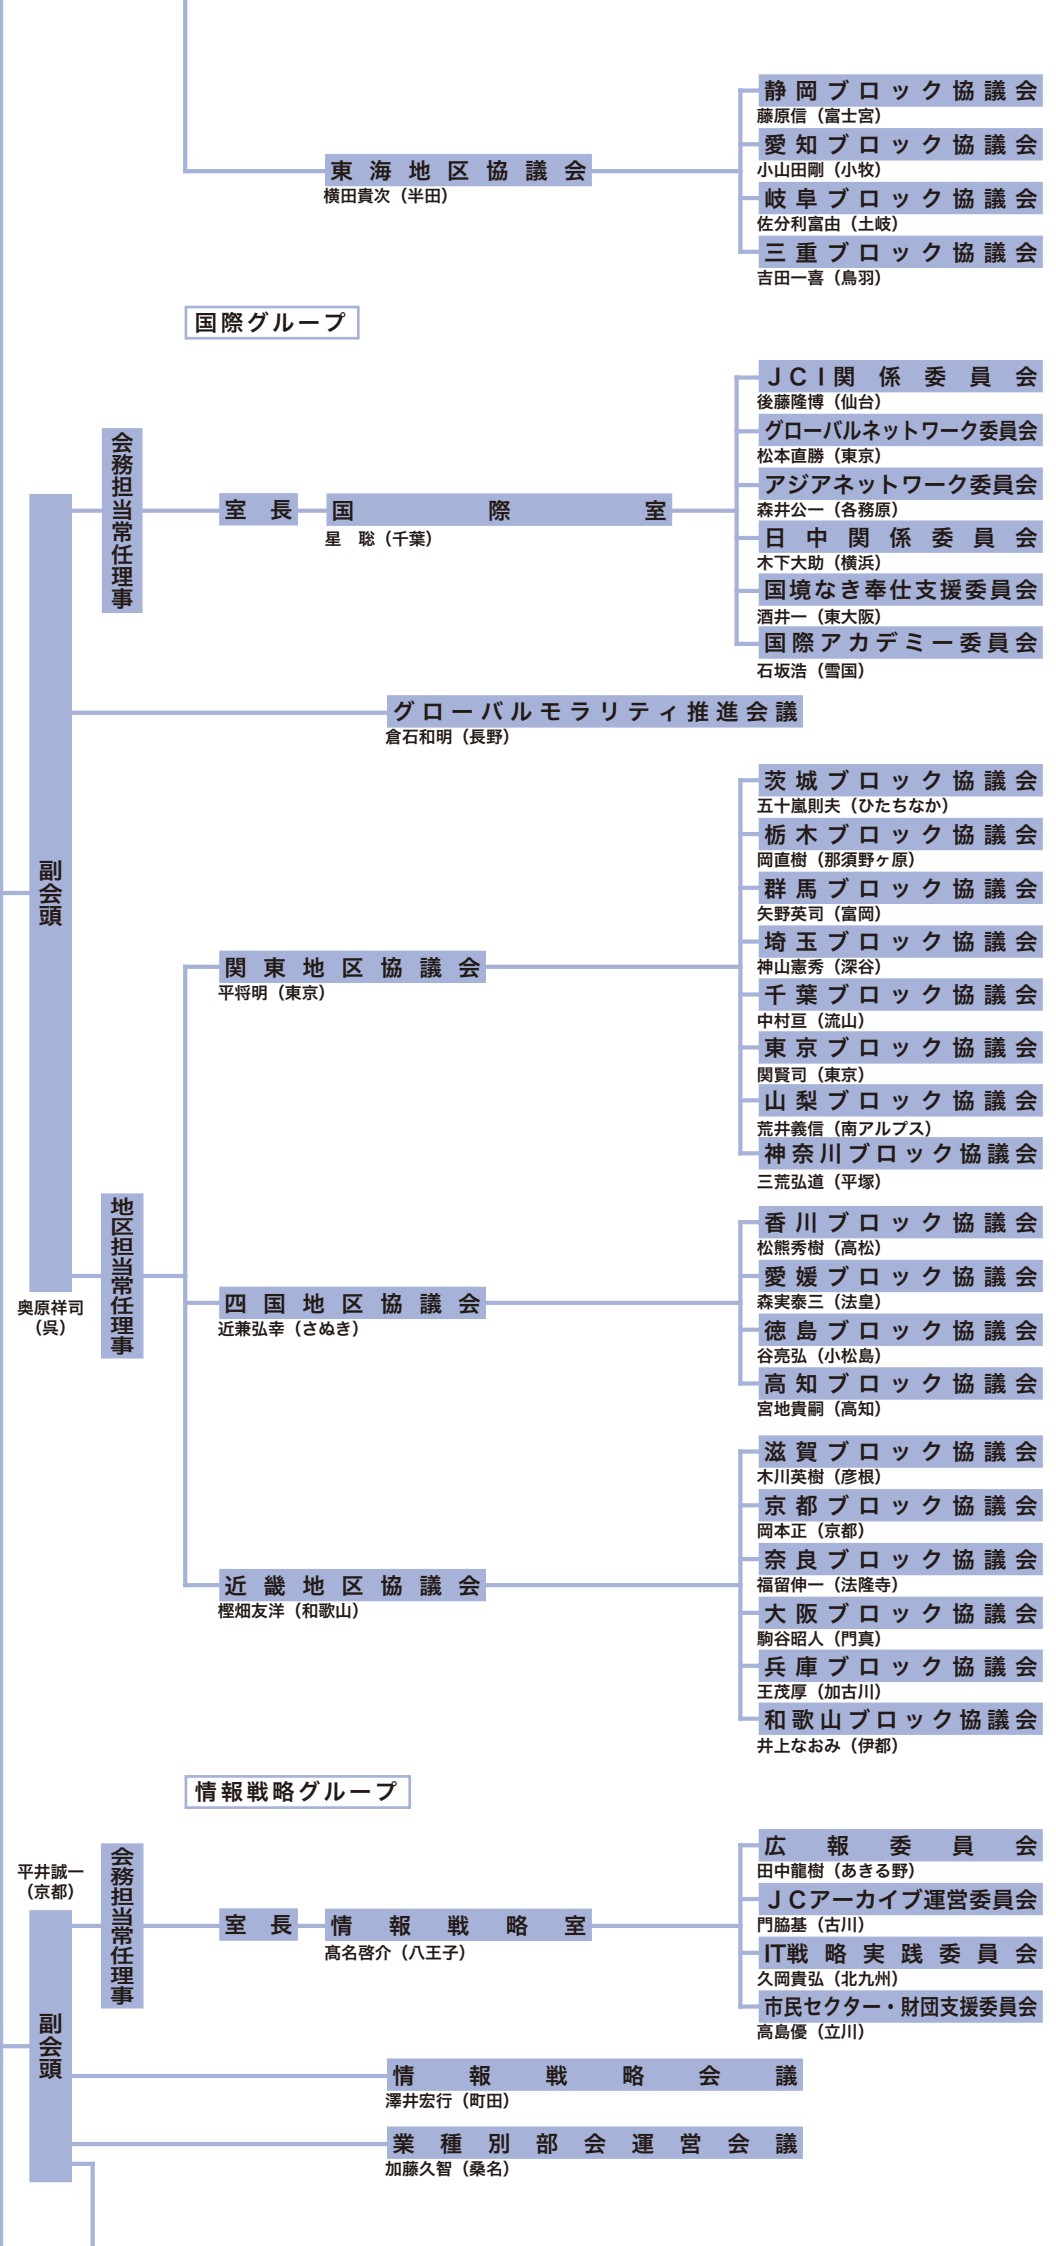 静岡ブロック協議会
藤原信（富士宮）
愛知ブロック協議会
小山田剛（小牧）
東海地区協議会
横田貴次（半田）
岐阜ブロック協議会
佐分利富由（土岐）
三重ブロック協議会
吉田一喜（鳥羽）
国際グループ
JCI関係委員会
後藤隆博（仙台）
グローバルネットワーク委員会
松本直勝（東京）
アジアネットワーク委員会
森井公一（各務原）
会務担当常任理事
室長
国際室
星　聡（千葉）
日中関係委員会
木下大助（横浜）
国境なき奉仕支援委員会
酒井一（東大阪）
国際アカデミー委員会
石坂浩（雪国）
グローバルモラリティ推進会議
倉石和明（長野）
副会頭
奥原祥司
（呉）
茨城ブロック協議会
五十嵐則夫（ひたちなか）
栃木ブロック協議会
岡直樹（那須野ヶ原）
群馬ブロック協議会
矢野英司（富岡）
埼玉ブロック協議会
神山憲秀（深谷）
関東地区協議会
平将明（東京）
千葉ブロック協議会
中村亘（流山）
東京ブロック協議会
関賢司（東京）
山梨ブロック協議会
荒井義信（南アルプス）
神奈川ブロック協議会
三荒弘道（平塚）
地区担当常任理事
香川ブロック協議会
松熊秀樹（高松）
愛媛ブロック協議会
森実泰三（法皇）
四国地区協議会
近兼弘幸（さぬき）
徳島ブロック協議会
谷亮弘（小松島）
高知ブロック協議会
宮地貴嗣（高知）
滋賀ブロック協議会
木川英樹（彦根）
京都ブロック協議会
岡本正（京都）
奈良ブロック協議会
福留伸一（法隆寺）
近畿地区協議会
樫畑友洋（和歌山）
大阪ブロック協議会
駒谷昭人（門真）
兵庫ブロック協議会
王茂厚（加古川）
和歌山ブロック協議会
井上なおみ（伊都）
情報戦略グループ
平井誠一
（京都）
副会頭
会務担当常任理事
室長
情報戦略室
髙名啓介（八王子）
広報委員会
田中龍樹（あきる野）
JCアーカイブ運営委員会
門脇基（古川）
IT戦略実践委員会
久岡貴弘（北九州）
市民セクター・財団支援委員会
高島優（立川）
情報戦略会議
澤井宏行（町田）
業種別部会運営会議
加藤久智（桑名）